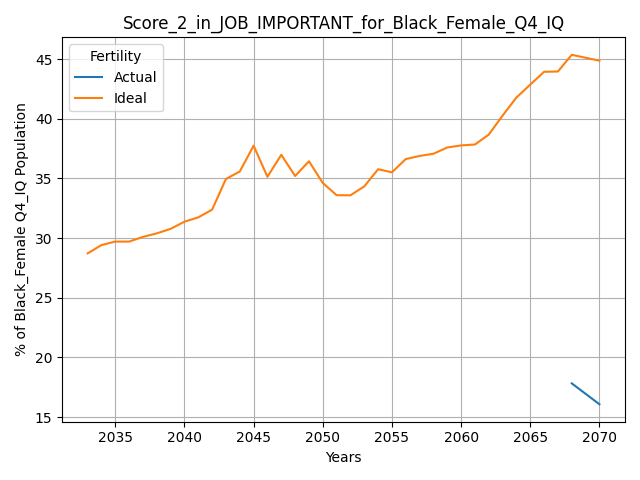 Score_2_in_JOB_IMPORTANT_for_Black_Female_Q4_IQ
Fertility
Actual
Ideal
% of Black_Female Q4_IQ Population
45
40
35
30
25
20
15
2035 2040 2045 2050 2055 2060 2065 2070
Years